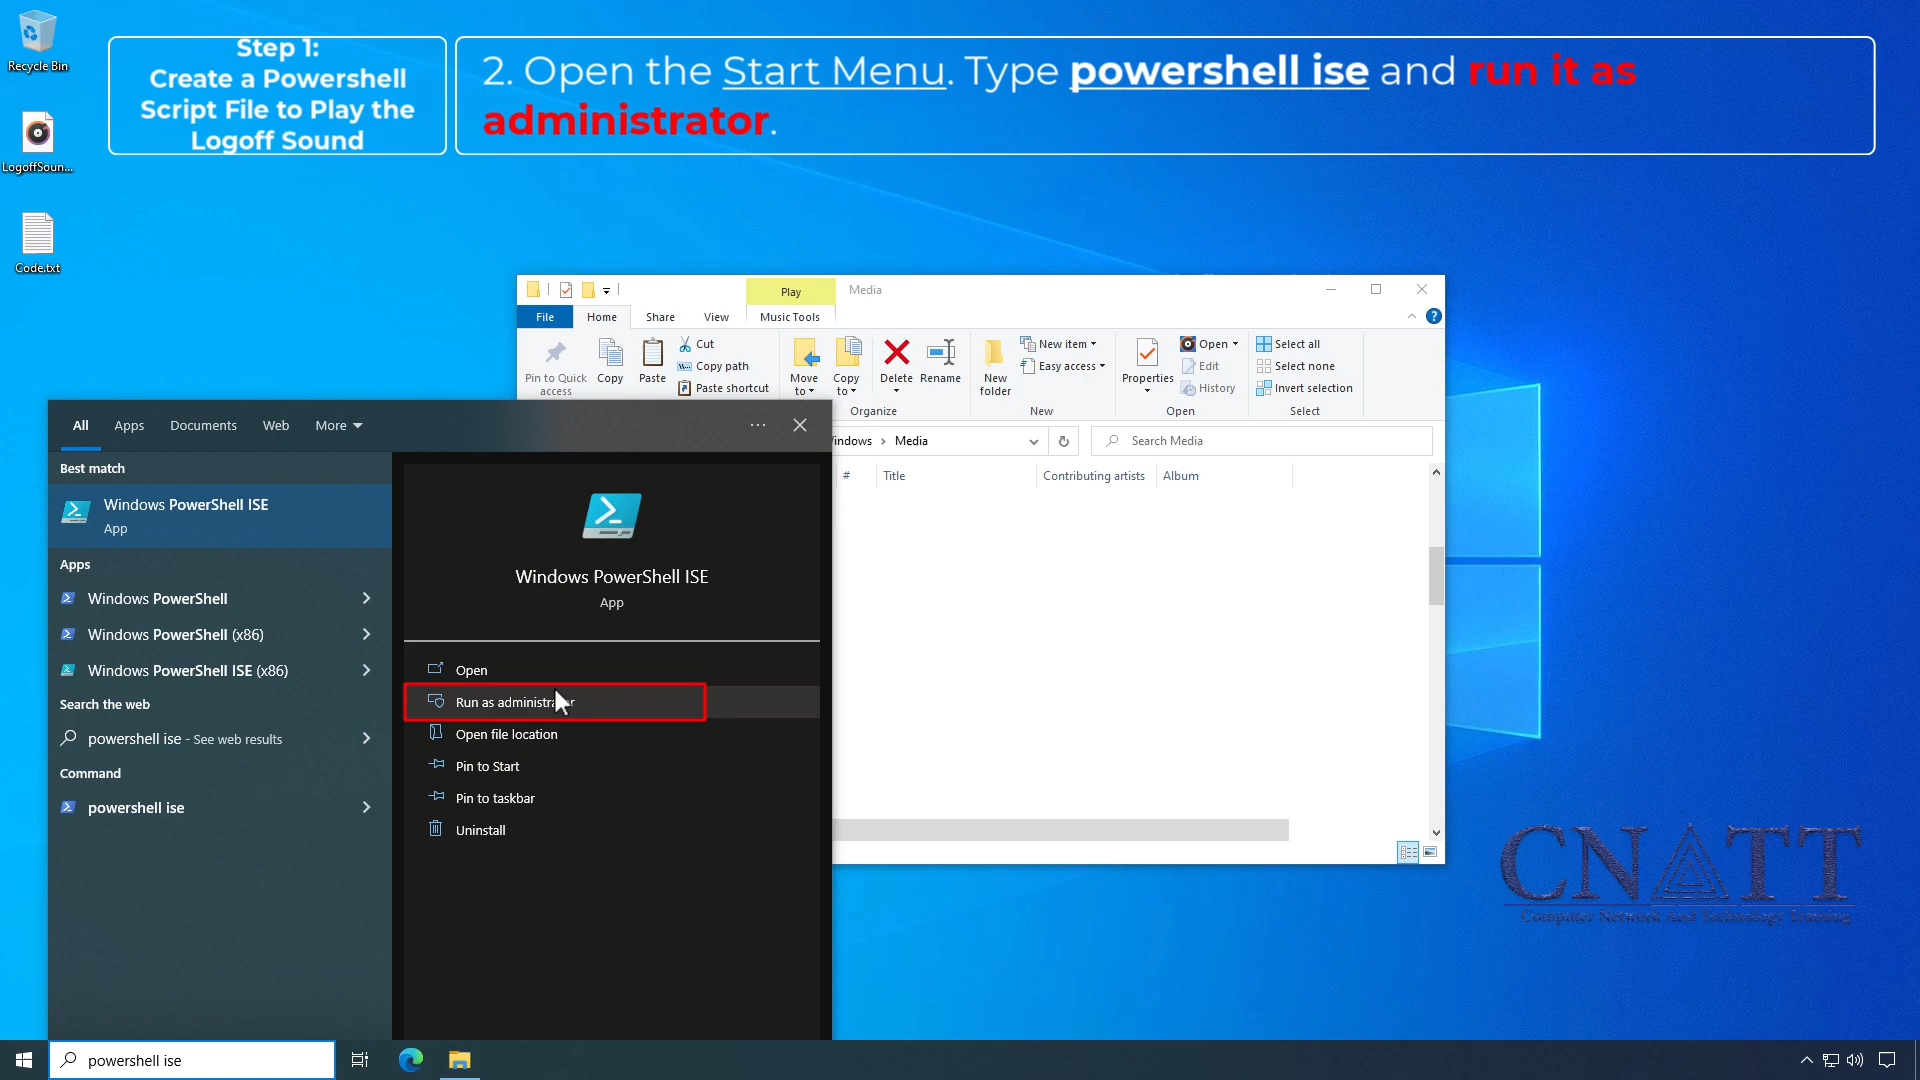 Recycle Bin
LogoffSoun...
Code.txt
Step 1:
Create a Powershell
Script File to Play the
Logoff Sound
2. Open the Start Menu. Type powershell ise and run it as
administrator.
Play
Media
File
Home
Share
View
Music Tools
Pin to Quick
access
Copy
Paste
Cut
Copy path
Paste shortcut
Move
to
Copy
to
Delete
Rename
Organize
New
folder
New item
Easy access
New
Properties
Open
Edit
History
Open
Select all
Select none
Invert selection
Select
indows > Media
Search Media
#
Title
Contributing artists
Album
All
Apps
Documents
Web
More
Best match
Windows PowerShell ISE
App
Apps
Windows PowerShell
Windows PowerShell (x86)
Windows PowerShell ISE (x86)
Search the web
powershell ise - See web results
Command
powershell ise
Windows PowerShell ISE
App
Open
Run as administrator
Open file location
Pin to Start
Pin to taskbar
Uninstall
CNATT
Computer Network And Technology Training
powershell ise